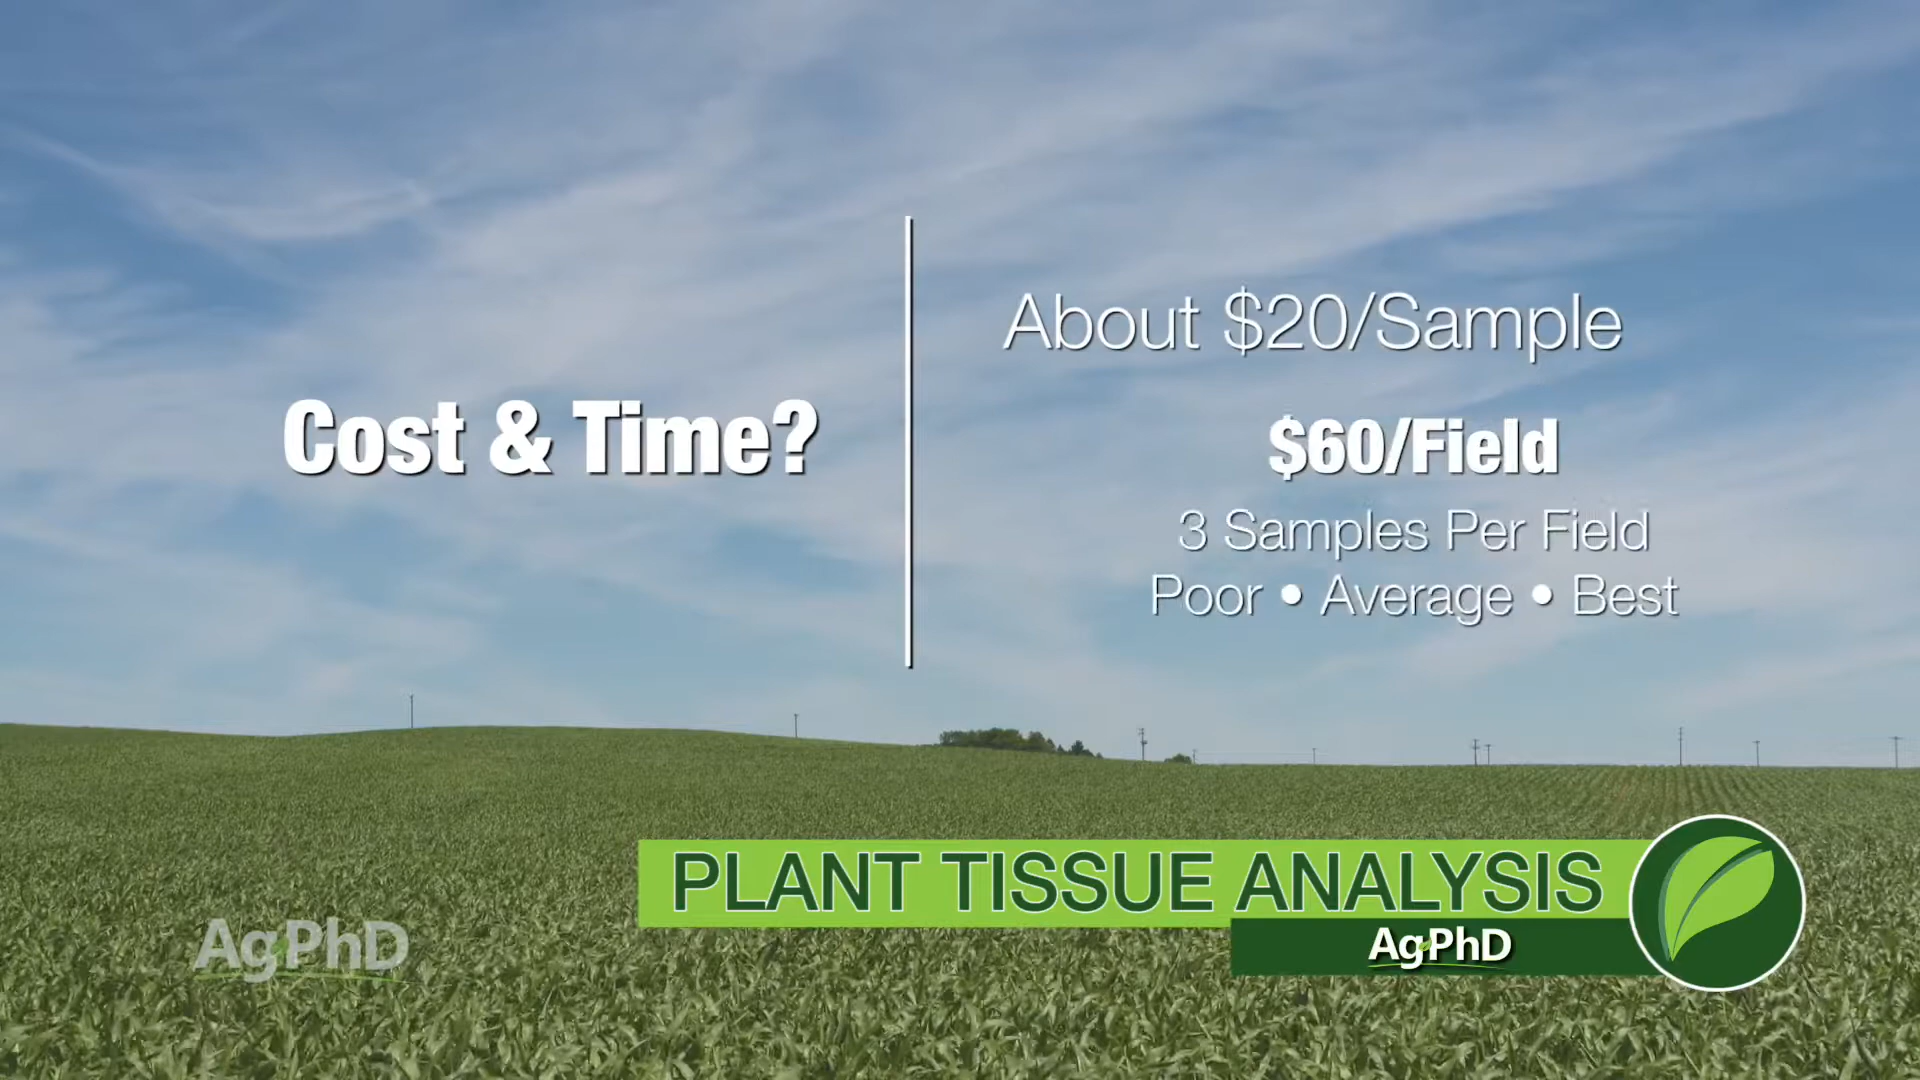 Cost & Time?
About $20/Sample
$60/Field
3 Samples Per Field
Poor • Average • Best
PLANT TISSUE ANALYSIS
AgPhD
AgPhD